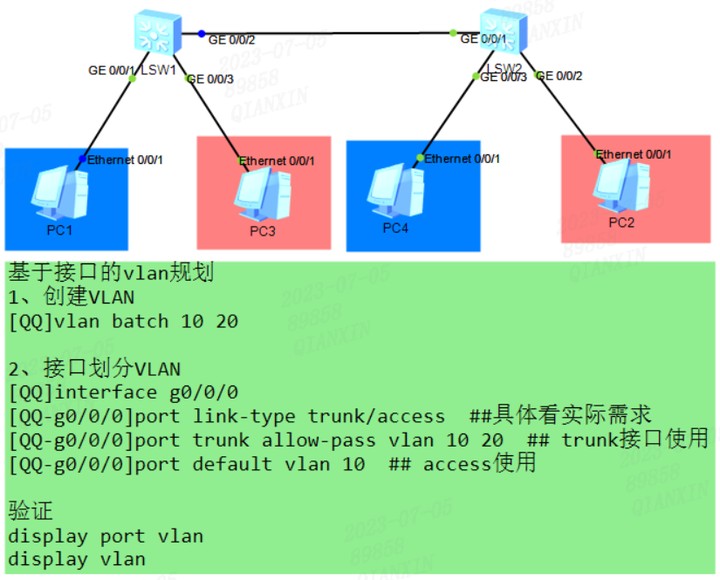 GE 0/0/2
GE 0/0/1
LSW1
LSW2
GE 0/0/1
GE 0/0/3
GE 0/0/3
GE 0/0/2
Ethernet 0/0/1
Ethernet 0/0/1
Ethernet 0/0/1
Ethernet 0/0/1
PC1
PC3
PC4
PC2
基于接口的vlan规划
1、创建VLAN
[QQ]vlan batch 10 20
2、接口划分VLAN
[QQ]interface g0/0/0
[QQ-g0/0/0]port link-type trunk/access ##具体看实际需求
[QQ-g0/0/0]port trunk allow-pass vlan 10 20 ## trunk接口使用
[QQ-g0/0/0]port default vlan 10 ## access使用
验证
display port vlan
display vlan
2023-07-05
89858
QIANXIN